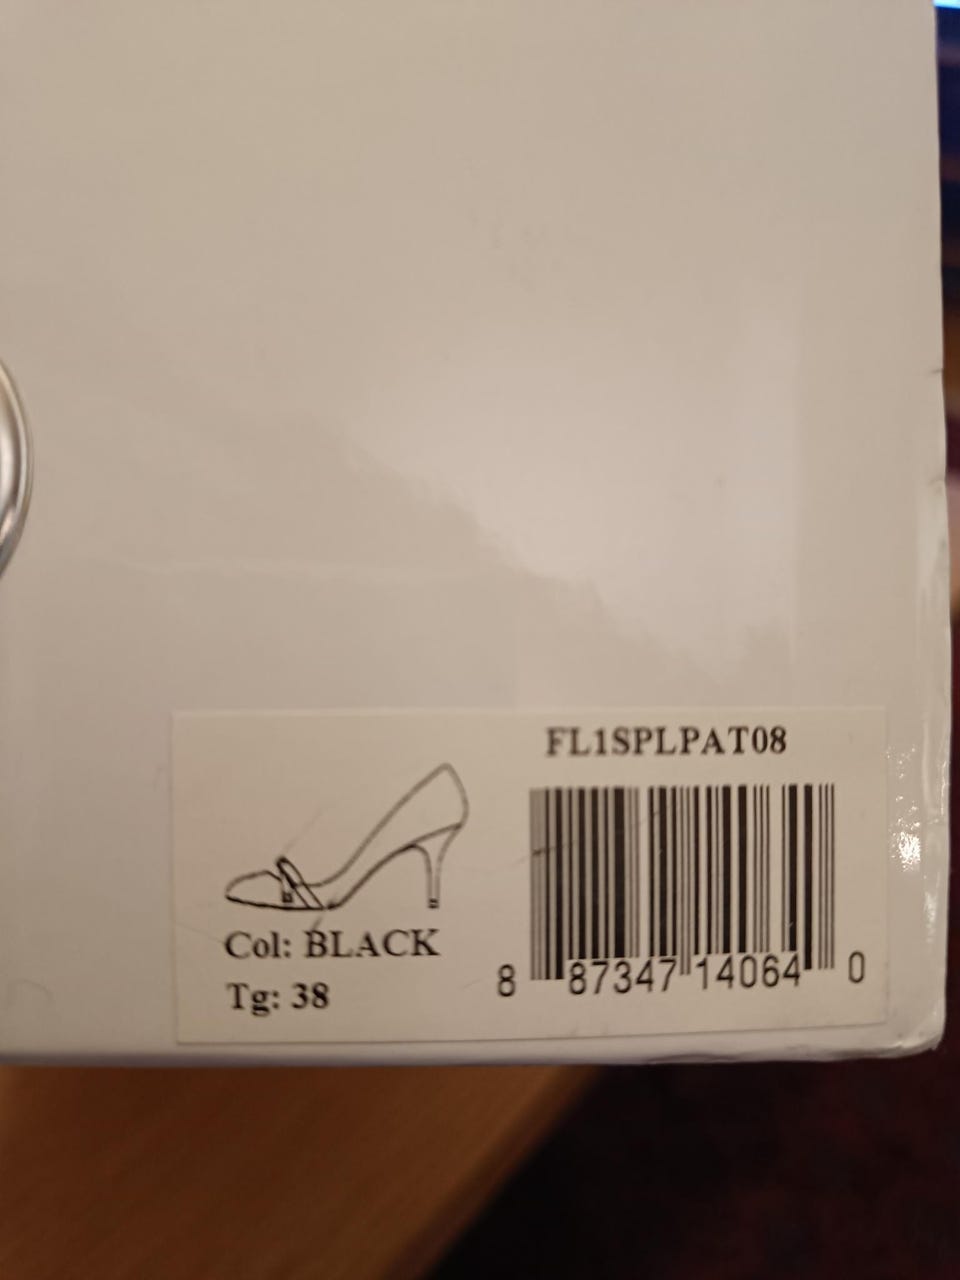 FL1SPLPAT08
Col: BLACK
Tg: 38
8 87347 14064 0